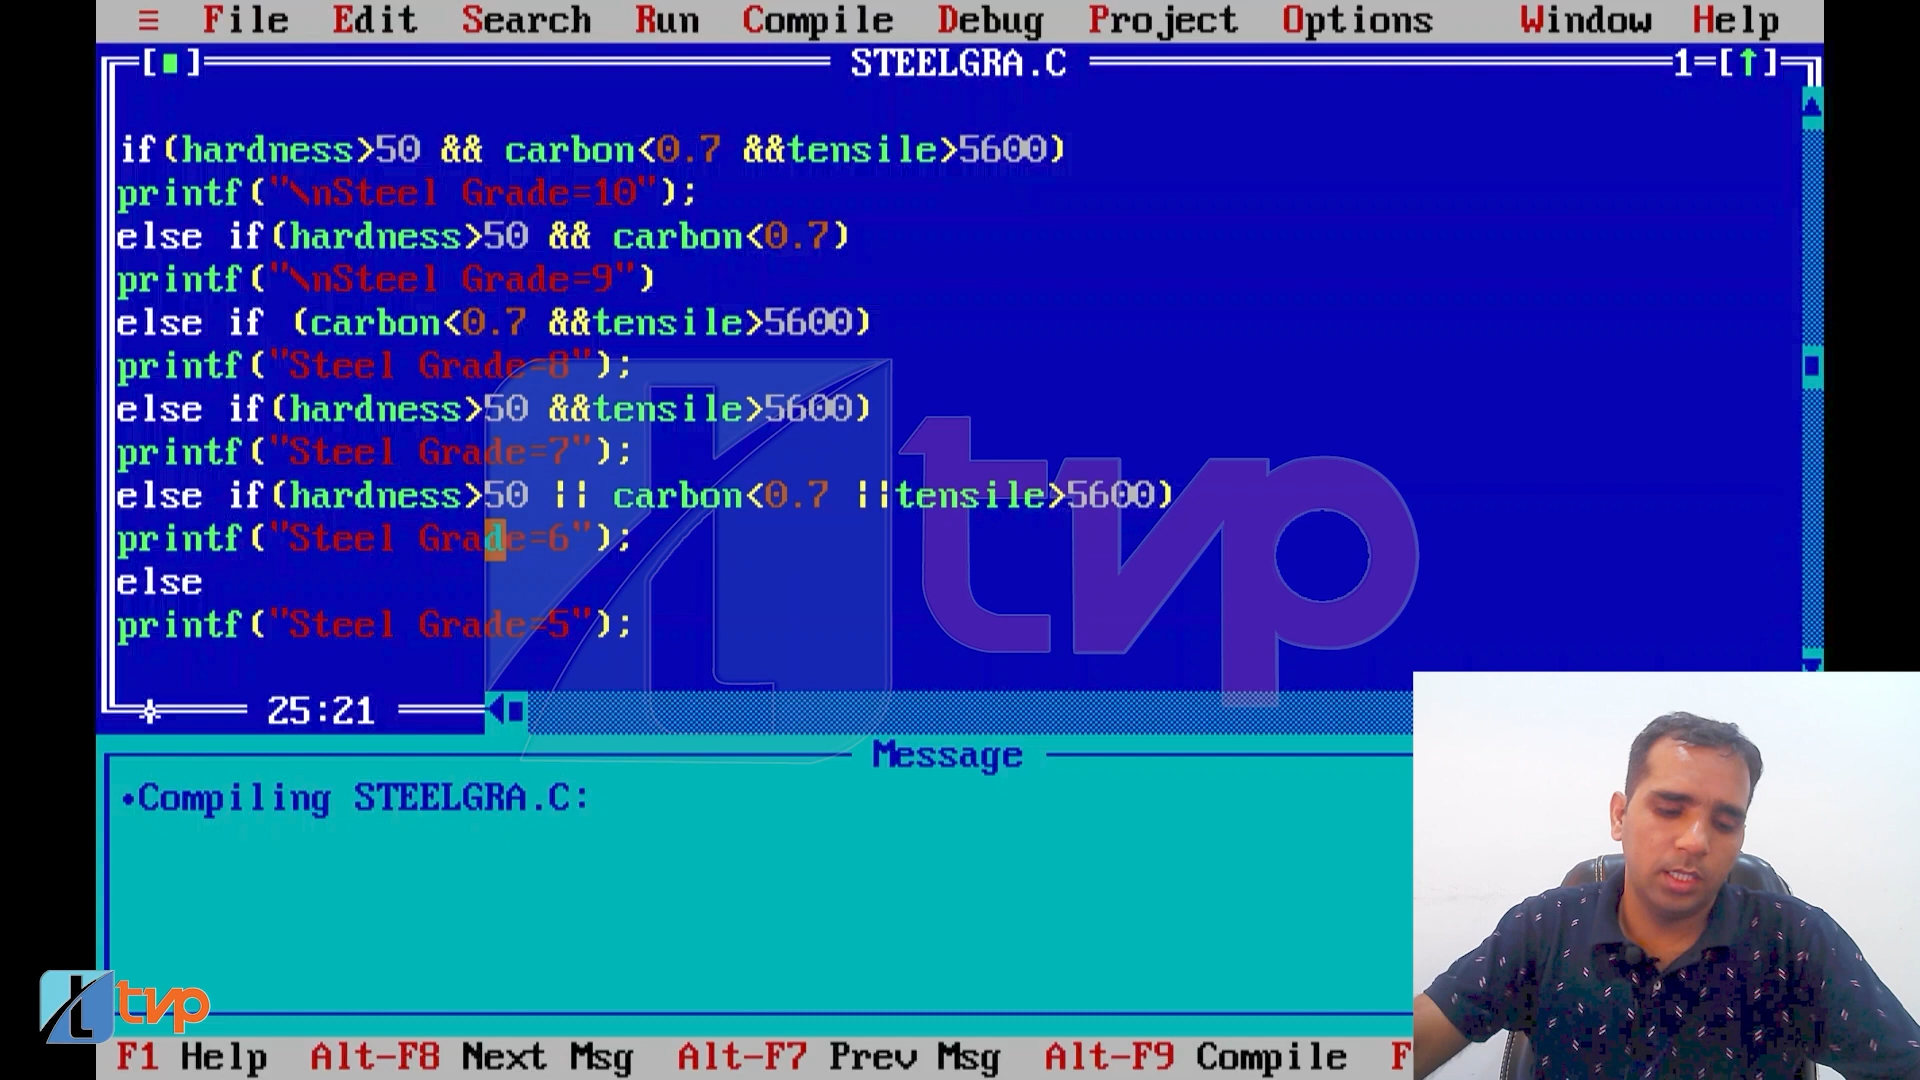 ≡ File Edit Search Run Compile Debug Project Options Window Help
[■] STEELGRA.C 1=[↑]
if(hardness>50 && carbon<0.7 &&tensile>5600)
printf("\nSteel Grade=10");
else if(hardness>50 && carbon<0.7)
printf("\nSteel Grade=9")
else if (carbon<0.7 &&tensile>5600)
printf("Steel Grade=8");
else if(hardness>50 &&tensile>5600)
printf("Steel Grade=7");
else if(hardness>50 || carbon<0.7 ||tensile>5600)
printf("Steel Grade=6");
else
printf("Steel Grade=5");
tvp
25:21
Message
•Compiling STEELGRA.C:
tvp
F1 Help Alt-F8 Next Msg Alt-F7 Prev Msg Alt-F9 Compile F